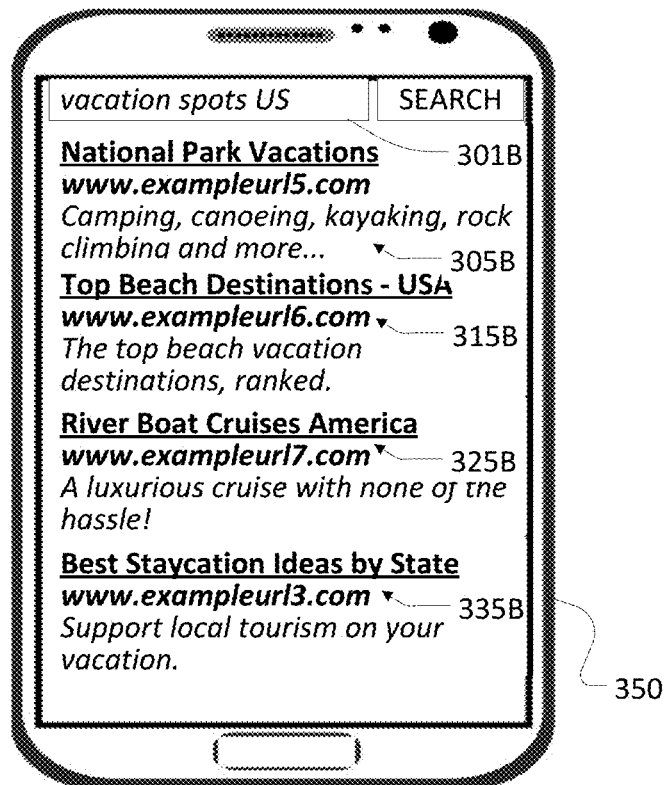 vacation spots US SEARCH
301B
National Park Vacations
www.exampleurl5.com
Camping, canoeing, kayaking, rock
climbing and more...
305B
Top Beach Destinations - USA
www.exampleurl6.com
315B
The top beach vacation
destinations, ranked.
River Boat Cruises America
www.exampleurl7.com
325B
A luxurious cruise with none of the
hassle!
Best Staycation Ideas by State
www.exampleurl3.com
335B
Support local tourism on your
vacation.
350